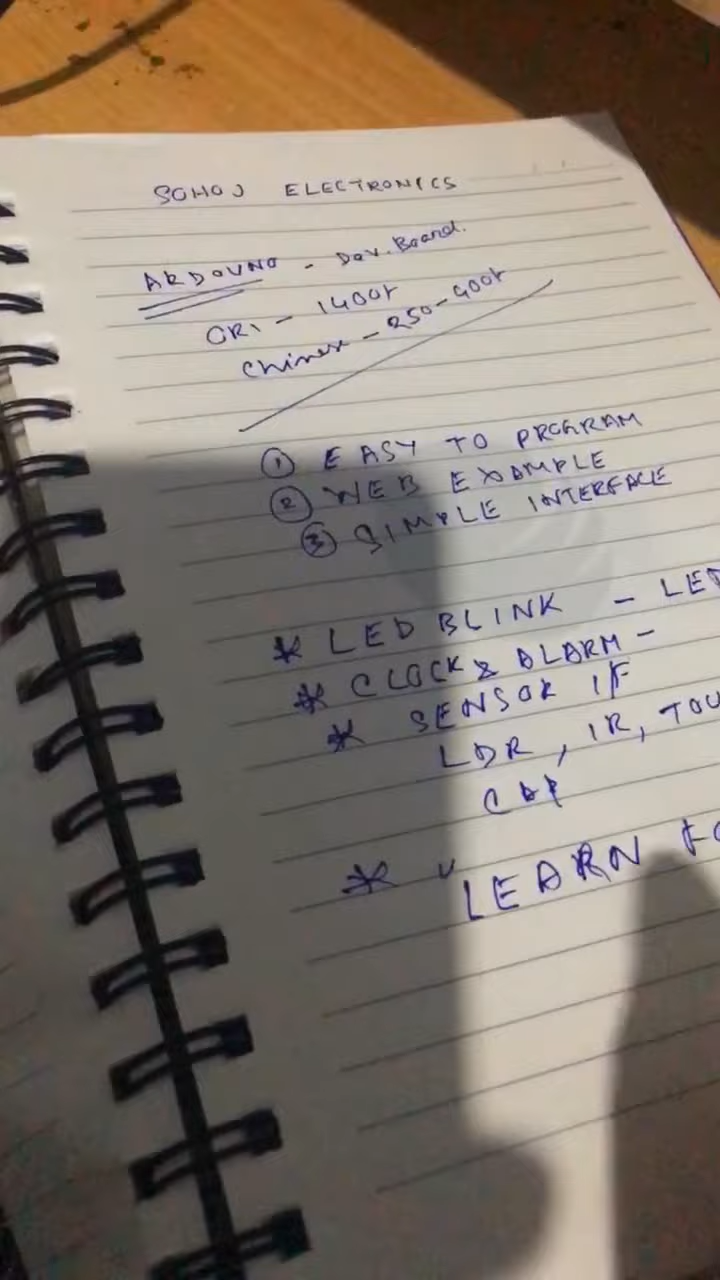 SOHOJ ELECTRONICS
ARDOUNO - Dev. Board.
ORI - 1400৳
Chinese - 250-400৳
① EASY TO PROGRAM
② WEB EXAMPLE
③ SIMPLE INTERFACE
* LED BLINK - LED
* CLOCK & ALARM -
* SENSOR I/F
LDR, IR, TOU
CAP
* LEARN